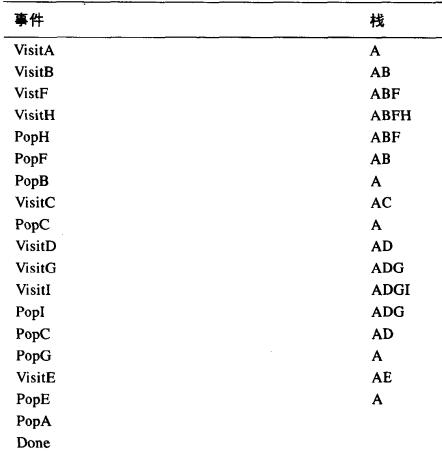 事件 栈
VisitA A
VisitB AB
VistF ABF
VisitH ABFH
PopH ABF
PopF AB
PopB A
VisitC AC
PopC A
VisitD AD
VisitG ADG
VisitI ADGI
PopI ADG
PopC AD
PopG A
VisitE AE
PopE A
PopA
Done